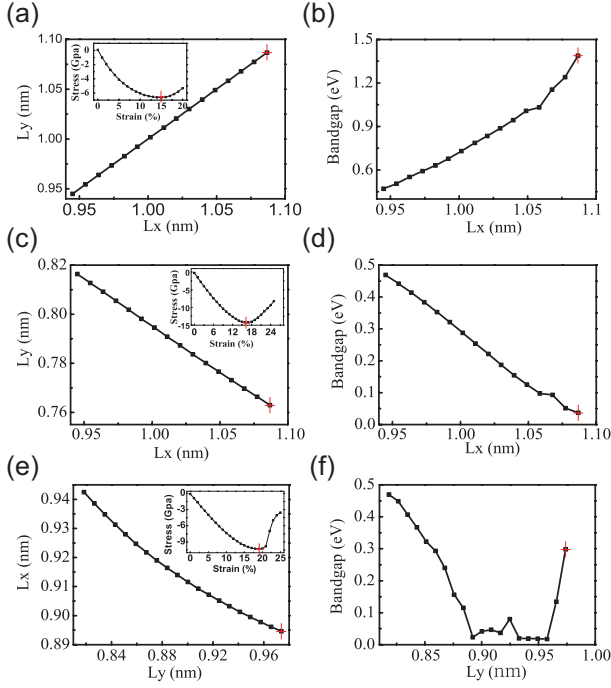 (a)
1.10
1.05
1.00
0.95
Ly (nm)
0.95 1.00 1.05 1.10
Lx (nm)
Stress (Gpa)
0
-2
-4
-6
0 5 10 15 20
Strain (%)
(b)
1.5
1.2
0.9
0.6
Bandgap (eV)
0.95 1.00 1.05 1.10
Lx (nm)
(c)
0.82
0.80
0.78
0.76
Ly (nm)
0.95 1.00 1.05 1.10
Lx (nm)
Stress (Gpa)
0
-5
-10
-15
0 6 12 18 24
Strain (%)
(d)
0.5
0.4
0.3
0.2
0.1
0.0
Bandgap (eV)
0.95 1.00 1.05 1.10
Lx (nm)
(e)
0.94
0.93
0.92
0.91
0.90
0.89
Lx (nm)
0.84 0.88 0.92 0.96
Ly (nm)
Stress (Gpa)
0
-3
-6
-9
0 5 10 15 20 25
Strain (%)
(f)
0.5
0.4
0.3
0.2
0.1
0.0
Bandgap (eV)
0.85 0.90 0.95 1.00
Ly (nm)